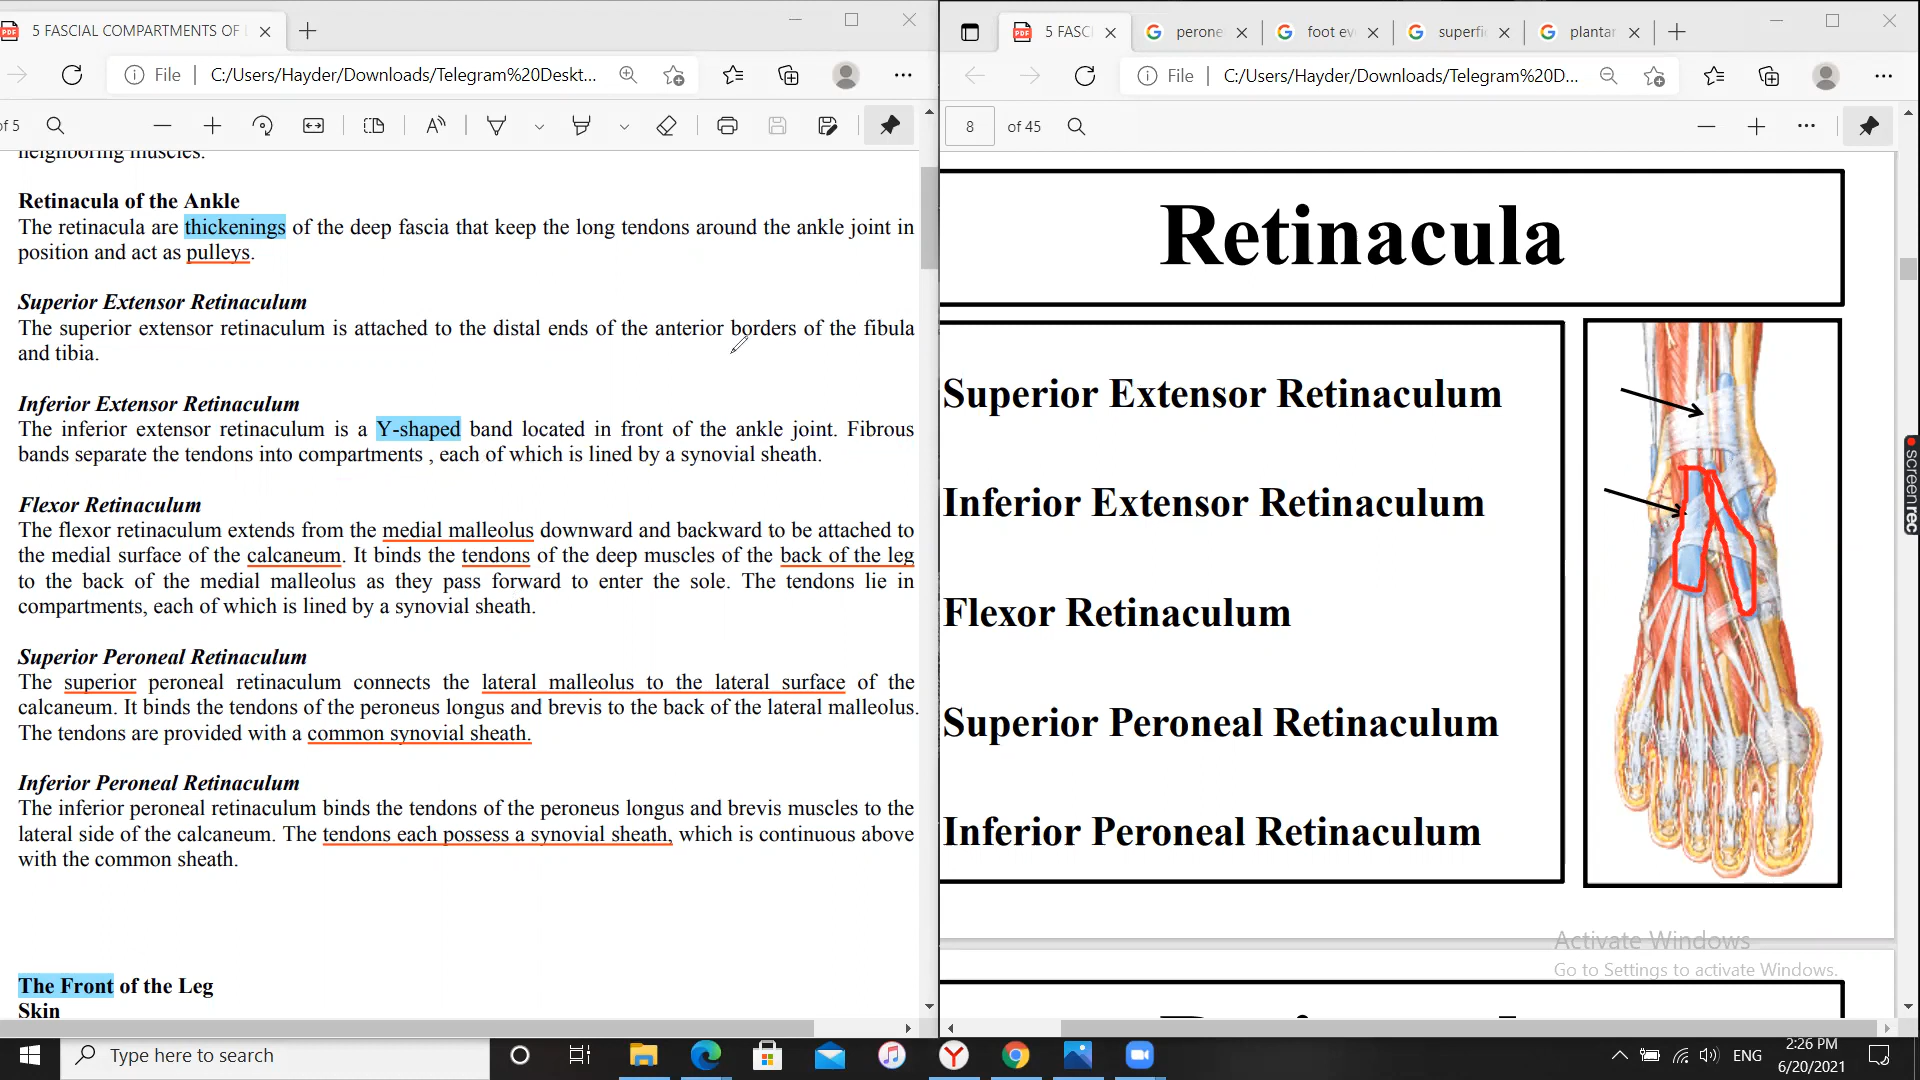 5 FASCIAL COMPARTMENTS OF
File
C:/Users/Hayder/Downloads/Telegram%20Deskt...
of 5
neighboring muscles.
Retinacula of the Ankle
The retinacula are thickenings of the deep fascia that keep the long tendons around the ankle joint in
position and act as pulleys.
Superior Extensor Retinaculum
The superior extensor retinaculum is attached to the distal ends of the anterior borders of the fibula
and tibia.
Inferior Extensor Retinaculum
The inferior extensor retinaculum is a Y-shaped band located in front of the ankle joint. Fibrous
bands separate the tendons into compartments , each of which is lined by a synovial sheath.
Flexor Retinaculum
The flexor retinaculum extends from the medial malleolus downward and backward to be attached to
the medial surface of the calcaneum. It binds the tendons of the deep muscles of the back of the leg
to the back of the medial malleolus as they pass forward to enter the sole. The tendons lie in
compartments, each of which is lined by a synovial sheath.
Superior Peroneal Retinaculum
The superior peroneal retinaculum connects the lateral malleolus to the lateral surface of the
calcaneum. It binds the tendons of the peroneus longus and brevis to the back of the lateral malleolus.
The tendons are provided with a common synovial sheath.
Inferior Peroneal Retinaculum
The inferior peroneal retinaculum binds the tendons of the peroneus longus and brevis muscles to the
lateral side of the calcaneum. The tendons each possess a synovial sheath, which is continuous above
with the common sheath.
The Front of the Leg
Skin
5 FASCI
perone
foot ev
superfi
plantar
File
C:/Users/Hayder/Downloads/Telegram%20D...
8 of 45
Retinacula
Superior Extensor Retinaculum
Inferior Extensor Retinaculum
Flexor Retinaculum
Superior Peroneal Retinaculum
Inferior Peroneal Retinaculum
Activate Windows
Go to Settings to activate Windows.
screenrec
Type here to search
ENG
2:26 PM
6/20/2021